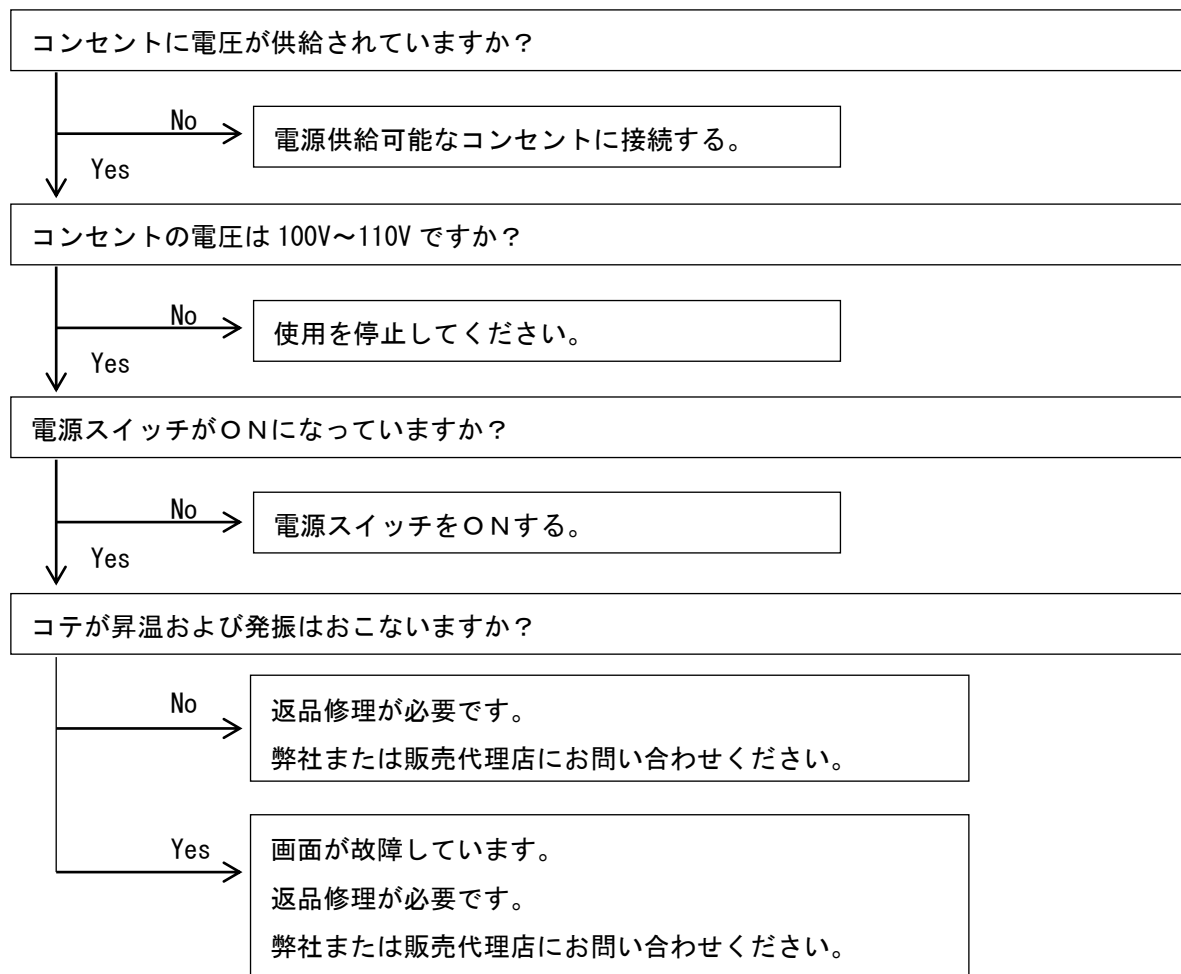 コンセントに電圧が供給されていますか？
No
電源供給可能なコンセントに接続する。
Yes
コンセントの電圧は 100V～110V ですか？
No
使用を停止してください。
Yes
電源スイッチがＯＮになっていますか？
No
電源スイッチをＯＮする。
Yes
コテが昇温および発振はおこないますか？
No
返品修理が必要です。
弊社または販売代理店にお問い合わせください。
Yes
画面が故障しています。
返品修理が必要です。
弊社または販売代理店にお問い合わせください。